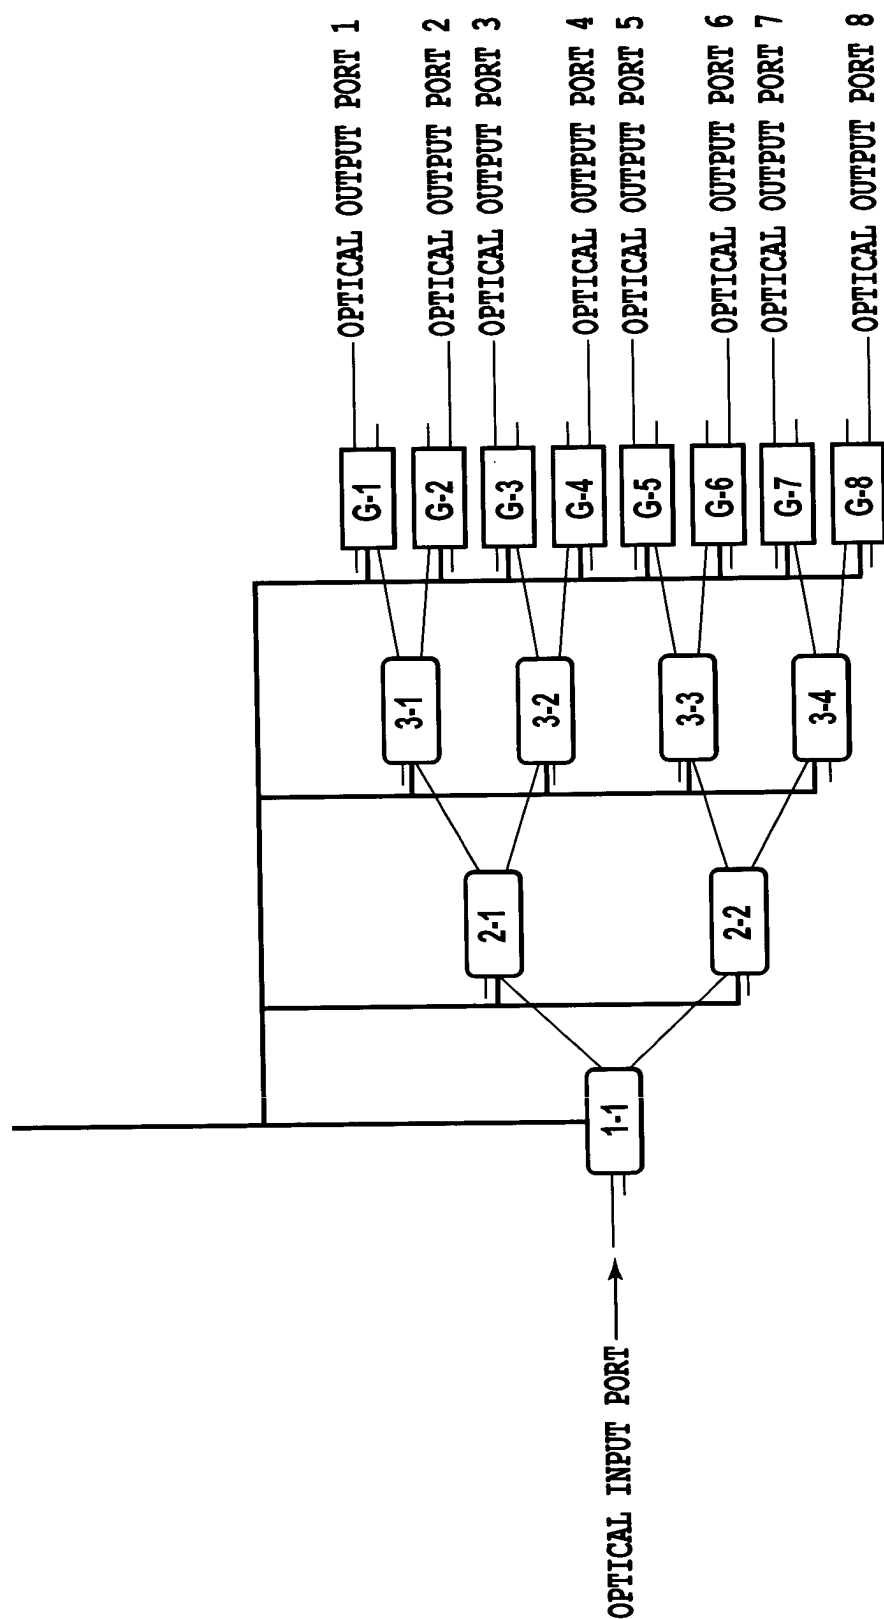 OPTICAL INPUT PORT
1-1
2-1
2-2
3-1
3-2
3-3
3-4
G-1
G-2
G-3
G-4
G-5
G-6
G-7
G-8
OPTICAL OUTPUT PORT 1
OPTICAL OUTPUT PORT 2
OPTICAL OUTPUT PORT 3
OPTICAL OUTPUT PORT 4
OPTICAL OUTPUT PORT 5
OPTICAL OUTPUT PORT 6
OPTICAL OUTPUT PORT 7
OPTICAL OUTPUT PORT 8